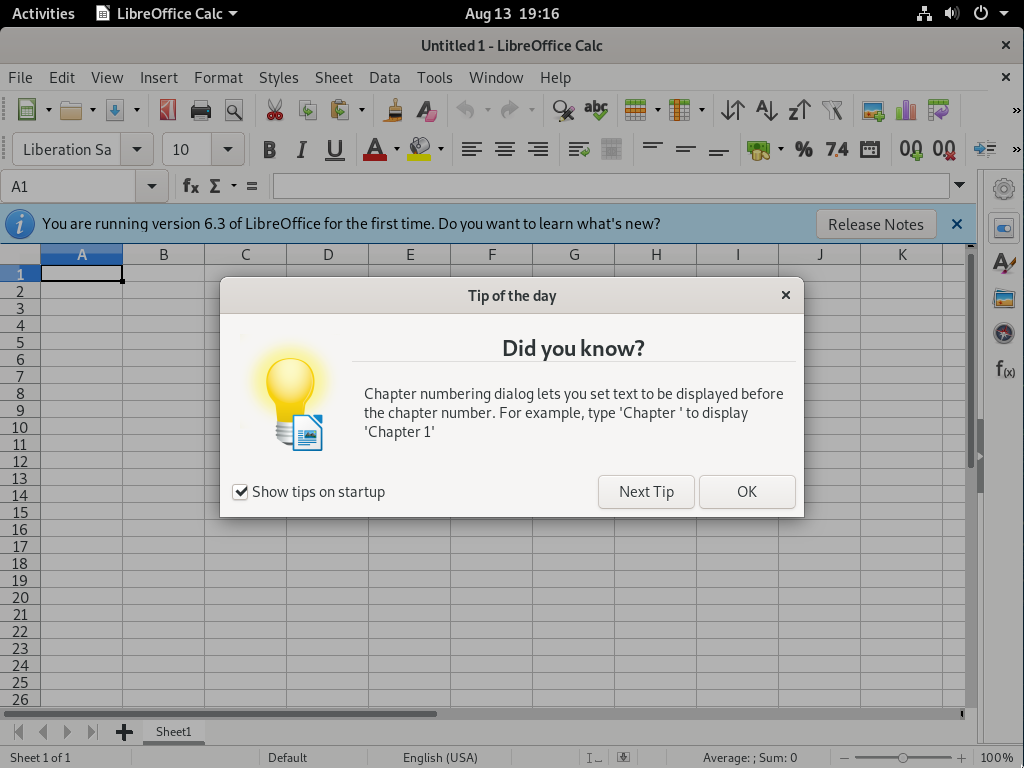 Activities LibreOffice Calc Aug 13 19:16
Untitled 1 - LibreOffice Calc
File Edit View Insert Format Styles Sheet Data Tools Window Help
abc
Liberation Sa 10 B I U A % 7.4 00 00
A1 fx Σ =
You are running version 6.3 of LibreOffice for the first time. Do you want to learn what's new? Release Notes
A B C D E F G H I J K
1
2
3
4
5
6
7
8
9
10
11
12
13
14
15
16
17
18
19
20
21
22
23
24
25
26
Tip of the day
Did you know?
Chapter numbering dialog lets you set text to be displayed before
the chapter number. For example, type 'Chapter ' to display
'Chapter 1'
Show tips on startup Next Tip OK
f(x)
Sheet1
Sheet 1 of 1 Default English (USA) Average: ; Sum: 0 100%